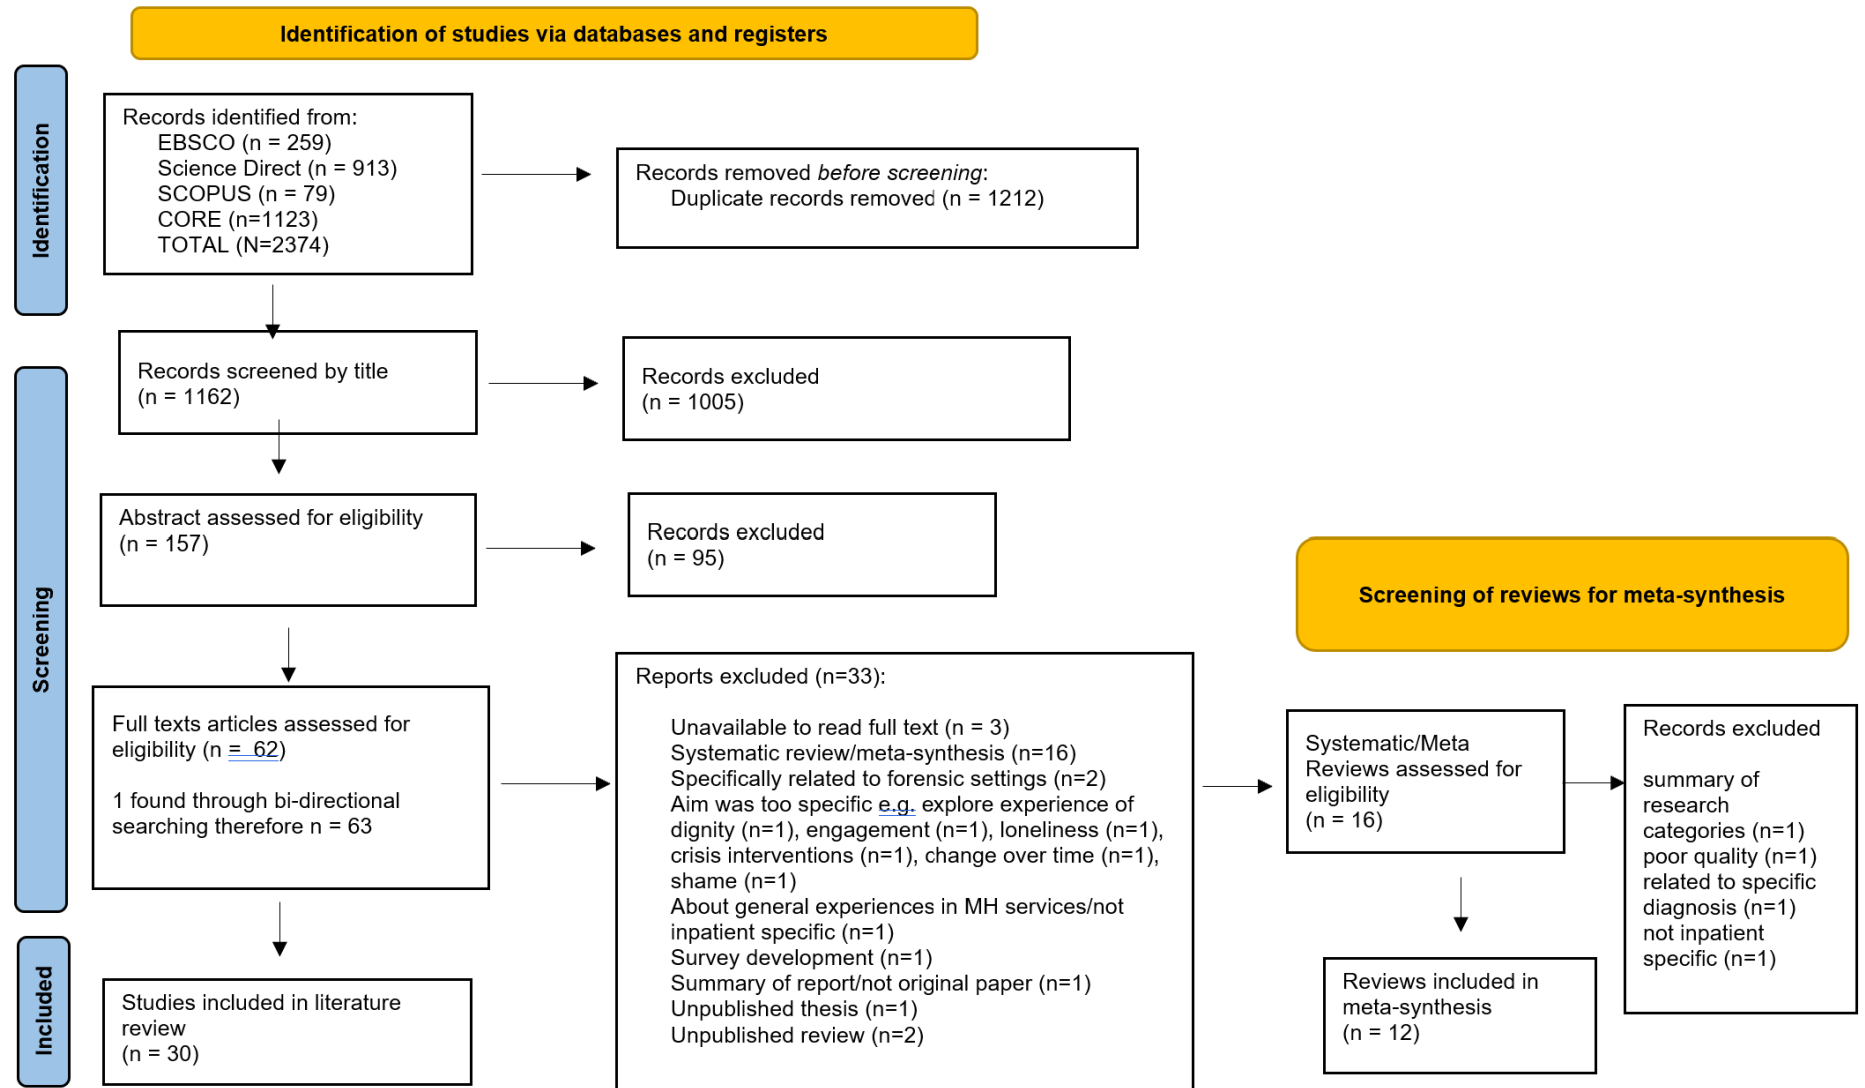 Identification of studies via databases and registers
Identification
Records identified from:
EBSCO (n = 259)
Science Direct (n = 913)
SCOPUS (n = 79)
CORE (n=1123)
TOTAL (N=2374)
Records removed before screening:
Duplicate records removed (n = 1212)
Screening
Records screened by title
(n = 1162)
Records excluded
(n = 1005)
Abstract assessed for eligibility
(n = 157)
Records excluded
(n = 95)
Full texts articles assessed for
eligibility (n = 62)
1 found through bi-directional
searching therefore n = 63
Reports excluded (n=33):
Unavailable to read full text (n = 3)
Systematic review/meta-synthesis (n=16)
Specifically related to forensic settings (n=2)
Aim was too specific e.g. explore experience of
dignity (n=1), engagement (n=1), loneliness (n=1),
crisis interventions (n=1), change over time (n=1),
shame (n=1)
About general experiences in MH services/not
inpatient specific (n=1)
Survey development (n=1)
Summary of report/not original paper (n=1)
Unpublished thesis (n=1)
Unpublished review (n=2)
Screening of reviews for meta-synthesis
Systematic/Meta
Reviews assessed for
eligibility
(n = 16)
Records excluded
summary of
research
categories (n=1)
poor quality (n=1)
related to specific
diagnosis (n=1)
not inpatient
specific (n=1)
Included
Studies included in literature
review
(n = 30)
Reviews included in
meta-synthesis
(n = 12)